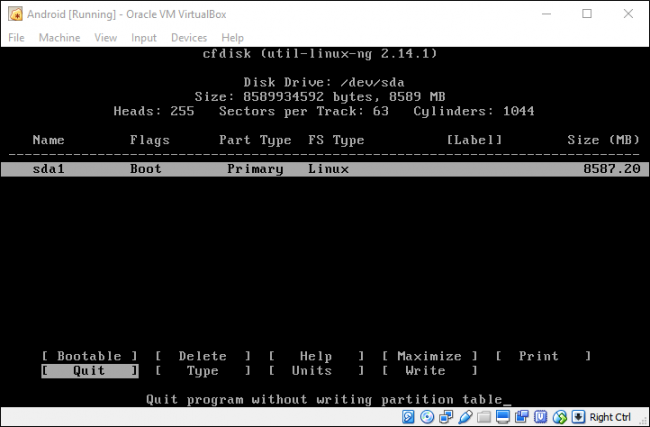 Android [Running] - Oracle VM VirtualBox
File Machine View Input Devices Help
cfdisk (util-linux-ng 2.14.1)
Disk Drive: /dev/sda
Size: 8589934592 bytes, 8589 MB
Heads: 255 Sectors per Track: 63 Cylinders: 1044
Name Flags Part Type FS Type [Label] Size (MB)
sda1 Boot Primary Linux 8587.20
[ Bootable ] [ Delete ] [ Help ] [ Maximize ] [ Print ]
[ Quit ] [ Type ] [ Units ] [ Write ]
Quit program without writing partition table_
Right Ctrl